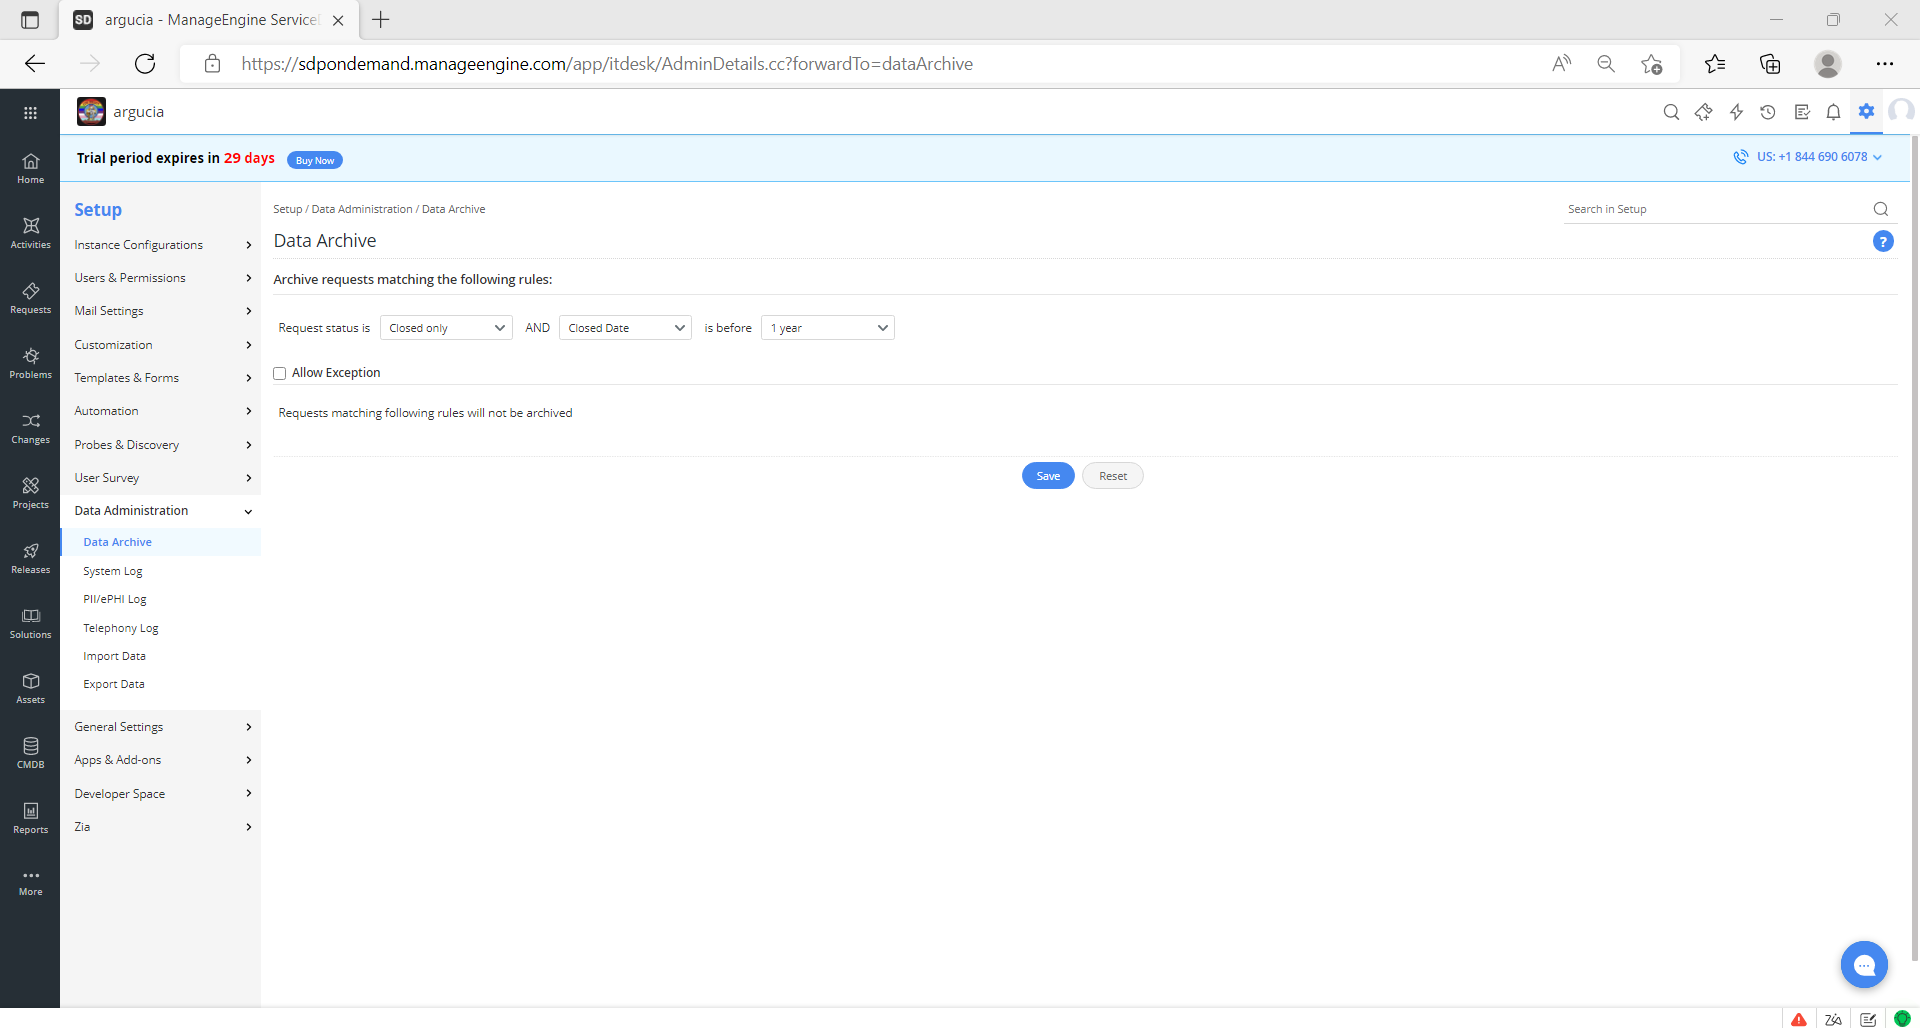 SD argucia - ManageEngine Service
https://sdpondemand.manageengine.com/app/itdesk/AdminDetails.cc?forwardTo=dataArchive
argucia
Trial period expires in 29 days Buy Now
US: +1 844 690 6078
Home
Activities
Requests
Problems
Changes
Projects
Releases
Solutions
Assets
CMDB
Reports
More
Setup
Instance Configurations
Users & Permissions
Mail Settings
Customization
Templates & Forms
Automation
Probes & Discovery
User Survey
Data Administration
Data Archive
System Log
PII/ePHI Log
Telephony Log
Import Data
Export Data
General Settings
Apps & Add-ons
Developer Space
Zia
Setup / Data Administration / Data Archive
Search in Setup
Data Archive
?
Archive requests matching the following rules:
Request status is Closed only AND Closed Date is before 1 year
Allow Exception
Requests matching following rules will not be archived
Save Reset